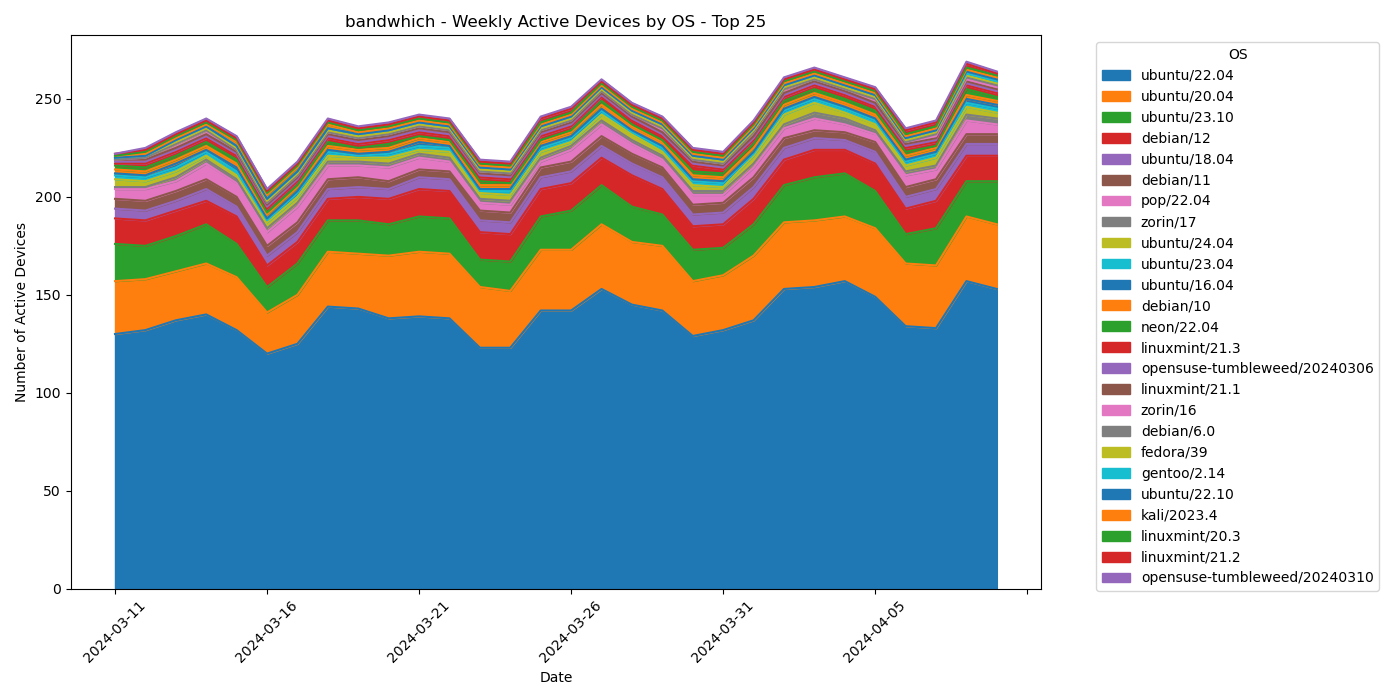 bandwhich - Weekly Active Devices by OS - Top 25
Number of Active Devices
250
200
150
100
50
0
2024-03-11
2024-03-16
2024-03-21
2024-03-26
2024-03-31
2024-04-05
Date
OS
ubuntu/22.04
ubuntu/20.04
ubuntu/23.10
debian/12
ubuntu/18.04
debian/11
pop/22.04
zorin/17
ubuntu/24.04
ubuntu/23.04
ubuntu/16.04
debian/10
neon/22.04
linuxmint/21.3
opensuse-tumbleweed/20240306
linuxmint/21.1
zorin/16
debian/6.0
fedora/39
gentoo/2.14
ubuntu/22.10
kali/2023.4
linuxmint/20.3
linuxmint/21.2
opensuse-tumbleweed/20240310